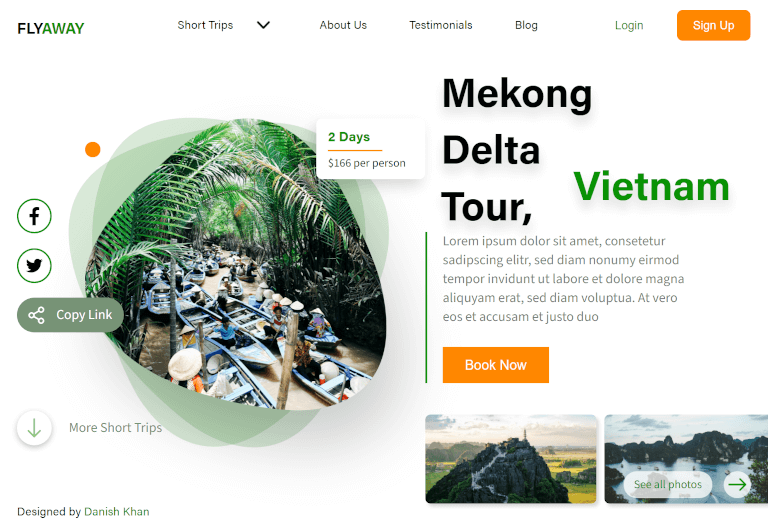 FLYAWAY
Short Trips
About Us
Testimonials
Blog
Login
Sign Up
2 Days
$166 per person
Copy Link
More Short Trips
Designed by Danish Khan
Mekong
Delta
Tour,
Vietnam
Lorem ipsum dolor sit amet, consetetur
sadipscing elitr, sed diam nonumy eirmod
tempor invidunt ut labore et dolore magna
aliquyam erat, sed diam voluptua. At vero
eos et accusam et justo duo
Book Now
See all photos